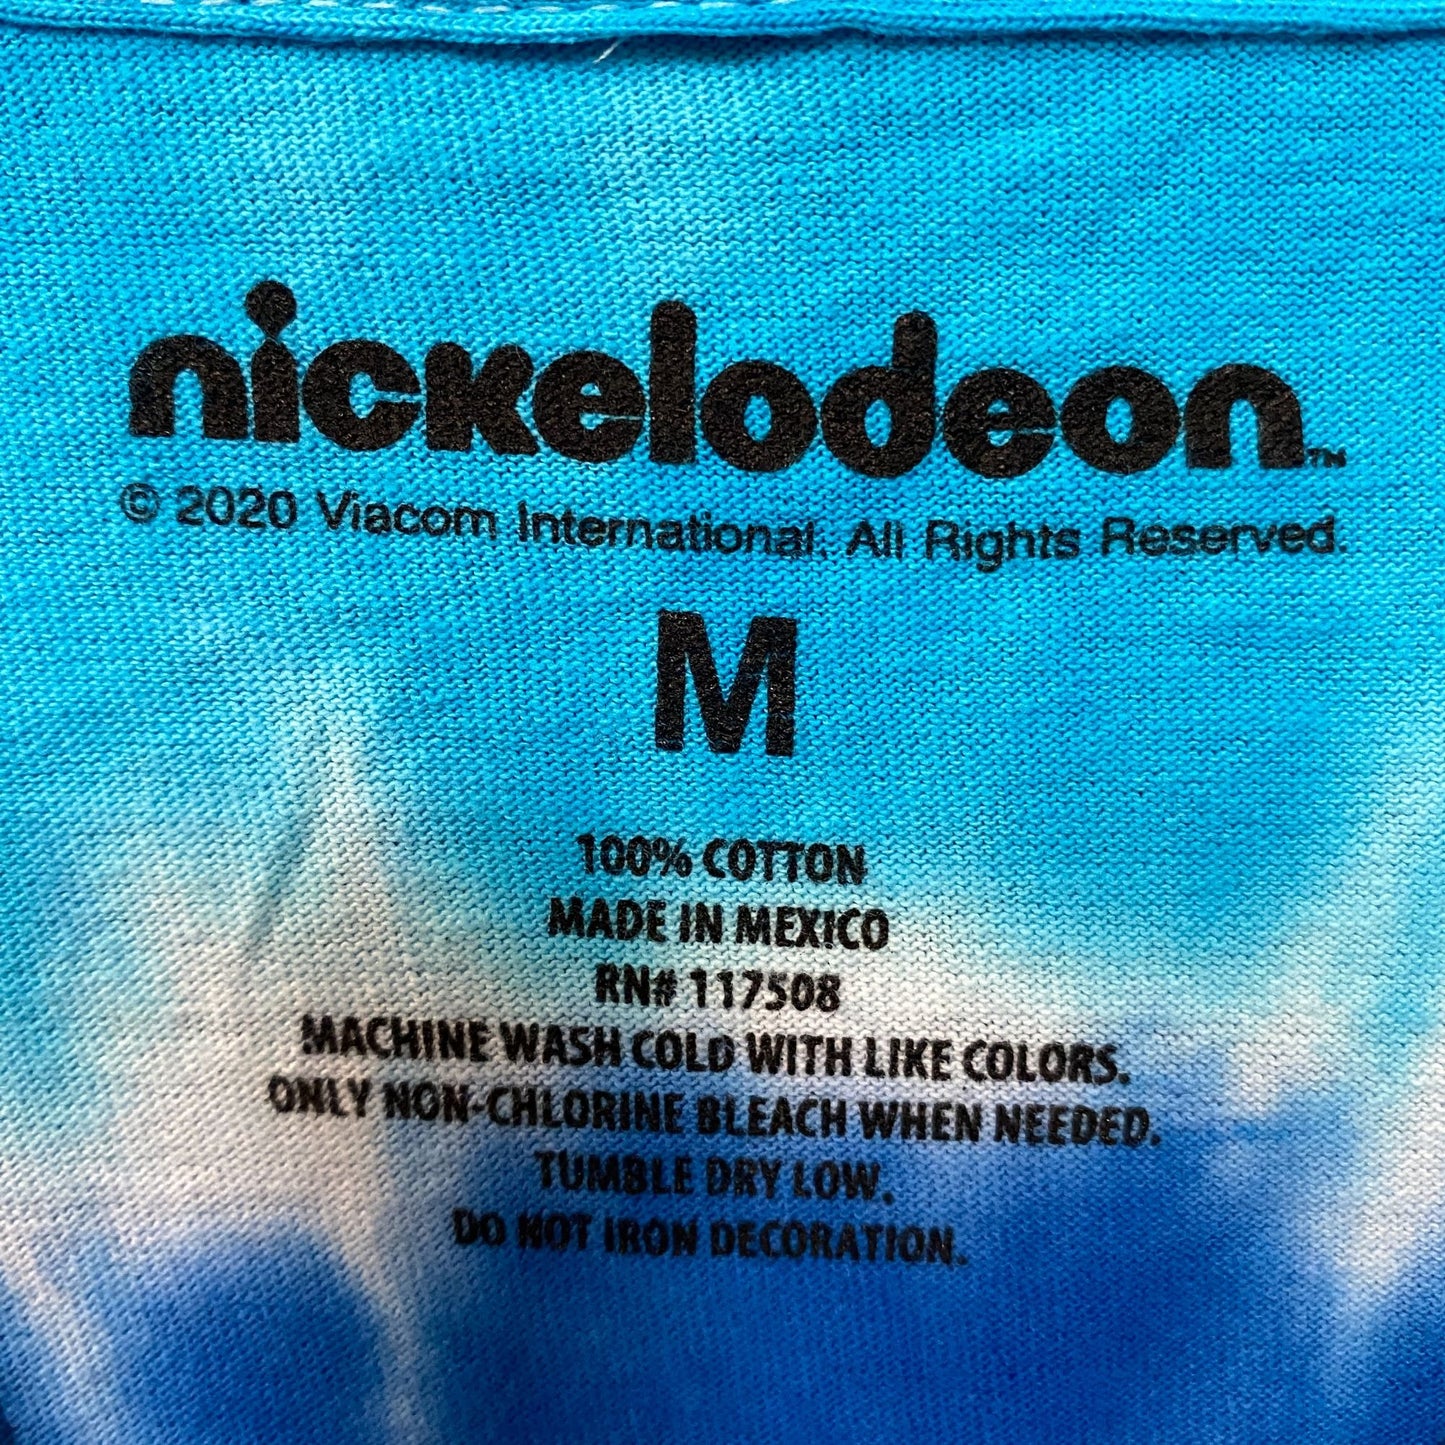 nickelodeon™
© 2020 Viacom International. All Rights Reserved.
M
100% COTTON
MADE IN MEXICO
RN# 117508
MACHINE WASH COLD WITH LIKE COLORS.
ONLY NON-CHLORINE BLEACH WHEN NEEDED.
TUMBLE DRY LOW.
DO NOT IRON DECORATION.